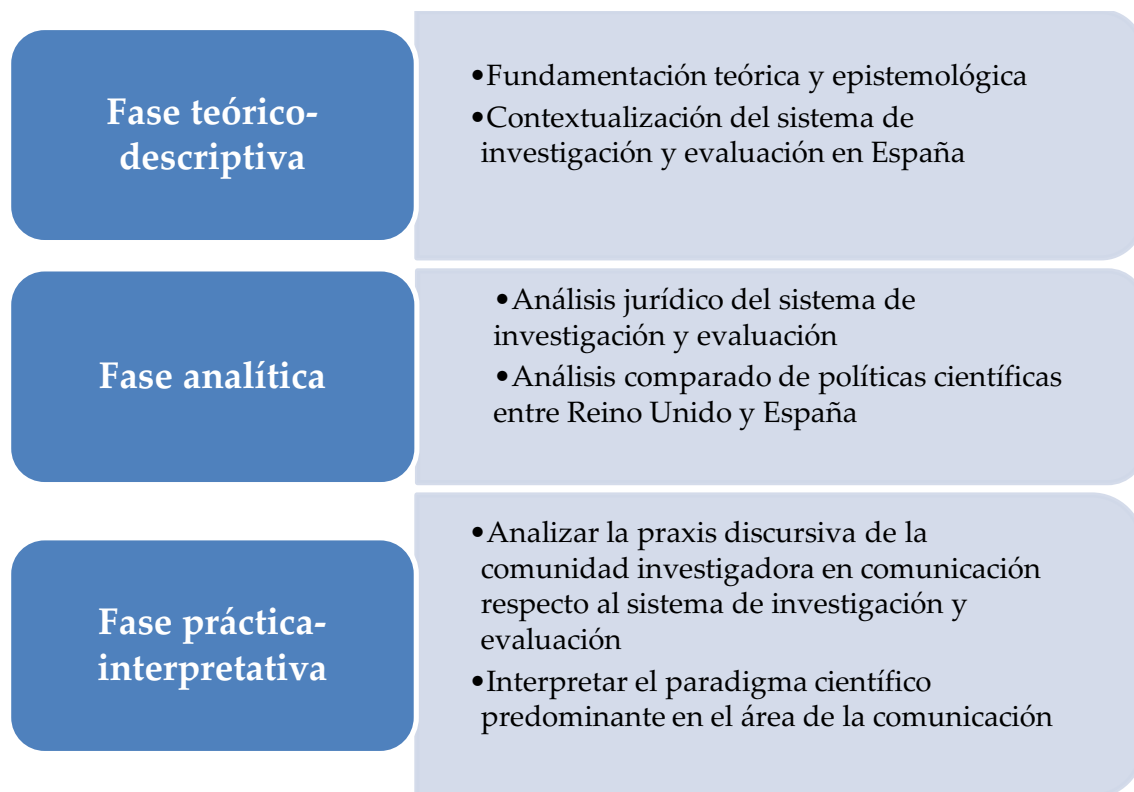 Fase teórico-
descriptiva
•Fundamentación teórica y epistemológica
•Contextualización del sistema de
investigación y evaluación en España
Fase analítica
•Análisis jurídico del sistema de
investigación y evaluación
•Análisis comparado de políticas científicas
entre Reino Unido y España
Fase práctica-
interpretativa
•Analizar la praxis discursiva de la
comunidad investigadora en comunicación
respecto al sistema de investigación y
evaluación
•Interpretar el paradigma científico
predominante en el área de la comunicación